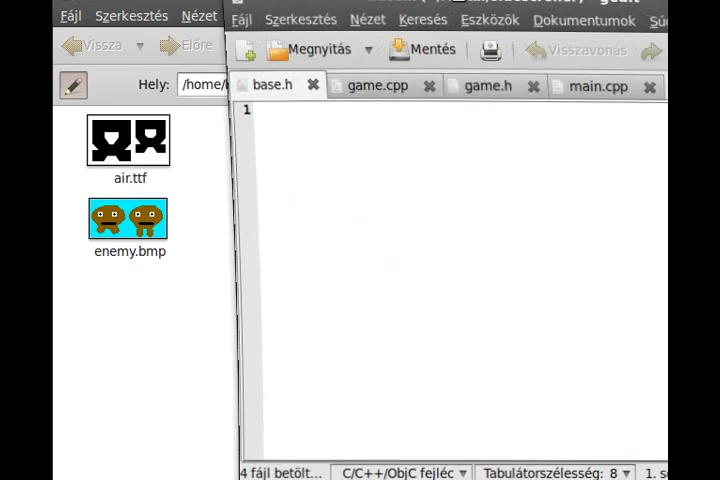 Fájl Szerkesztés Nézet
Vissza Előre
Hely: /home/
air.ttf
enemy.bmp
Fájl Szerkesztés Nézet Keresés Eszközök Dokumentumok
Megnyitás Mentés Visszavonás
base.h game.cpp game.h main.cpp
1
4 fájl betölt... C/C++/ObjC fejléc Tabulátorszélesség: 8 1. s